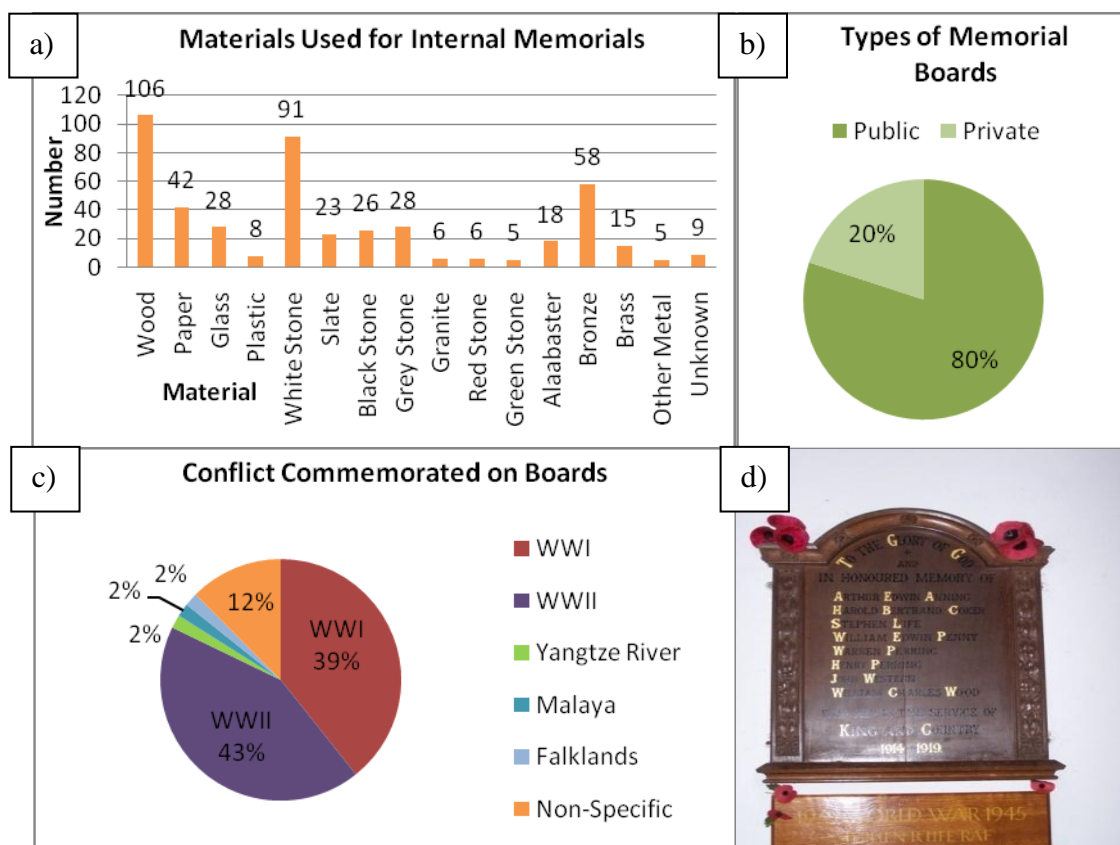 a)
Materials Used for Internal Memorials
Number
120
100
80
60
40
20
0
106
42
28
8
91
23
26
28
6
6
5
18
58
15
5
9
Wood
Paper
Glass
Plastic
White Stone
Slate
Black Stone
Grey Stone
Granite
Red Stone
Green Stone
Alaabaster
Bronze
Brass
Other Metal
Unknown
Material
b)
Types of Memorial
Boards
Public Private
20%
80%
c)
Conflict Commemorated on Boards
2%
2%
2%
12%
WWI
39%
WWII
43%
WWI
WWII
Yangtze River
Malaya
Falklands
Non-Specific
d)
TO THE GLORY OF GOD
AND
IN HONOURED MEMORY OF
ARTHUR EDWIN ANNING
HAROLD BERTRAND COKER
STEPHEN LIFE
WILLIAM EDWIN PENNY
WARREN PERRING
HENRY PERRING
JOHN WESTERN
WILLIAM CHARLES WOOD
IN THE SERVICE OF
KING AND COUNTRY
1914 1919
WORLD WAR 1945